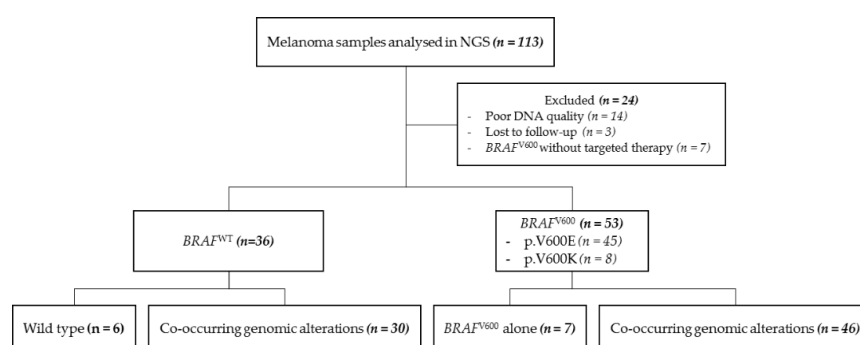 Melanoma samples analysed in NGS (n = 113)
Excluded (n = 24)
- Poor DNA quality (n = 14)
- Lost to follow-up (n = 3)
- BRAFV600 without targeted therapy (n = 7)
BRAFWT (n=36)
BRAFV600 (n = 53)
- p.V600E (n = 45)
- p.V600K (n = 8)
Wild type (n = 6)
Co-occurring genomic alterations (n = 30)
BRAFV600 alone (n = 7)
Co-occurring genomic alterations (n = 46)